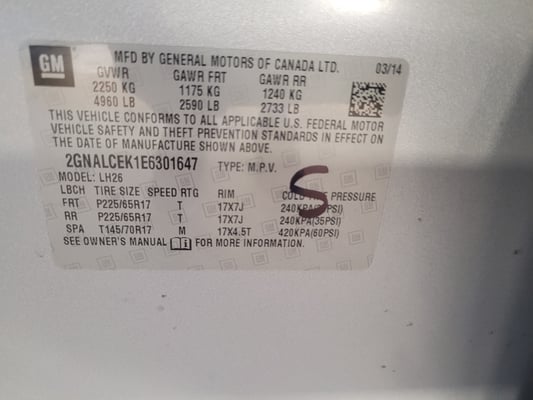 GM
MFD BY GENERAL MOTORS OF CANADA LTD. 03/14
GVWR GAWR FRT GAWR RR
2250 KG 1175 KG 1240 KG
4960 LB 2590 LB 2733 LB
THIS VEHICLE CONFORMS TO ALL APPLICABLE U.S. FEDERAL MOTOR
VEHICLE SAFETY AND THEFT PREVENTION STANDARDS IN EFFECT ON
THE DATE OF MANUFACTURE SHOWN ABOVE.
2GNALCEK1E6301647 TYPE: M.P.V.
MODEL: LH26
LBCH TIRE SIZE SPEED RTG RIM COLD TIRE PRESSURE
FRT P225/65R17 T 17X7J 240KPA(35PSI)
RR P225/65R17 T 17X7J 240KPA(35PSI)
SPA T145/70R17 M 17X4.5T 420KPA(60PSI)
SEE OWNER'S MANUAL FOR MORE INFORMATION.
S